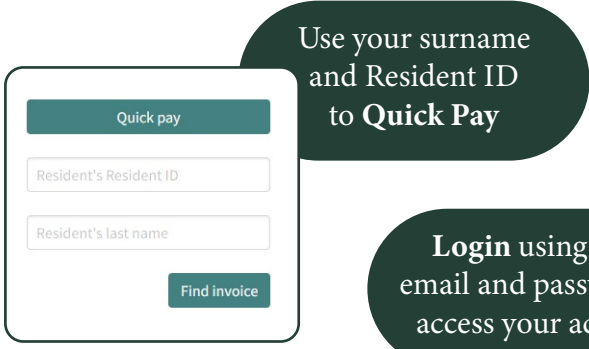 Use your surname
and Resident ID
to Quick Pay
Quick pay
Resident's Resident ID
Resident's last name
Find invoice
Login using
email and
access your